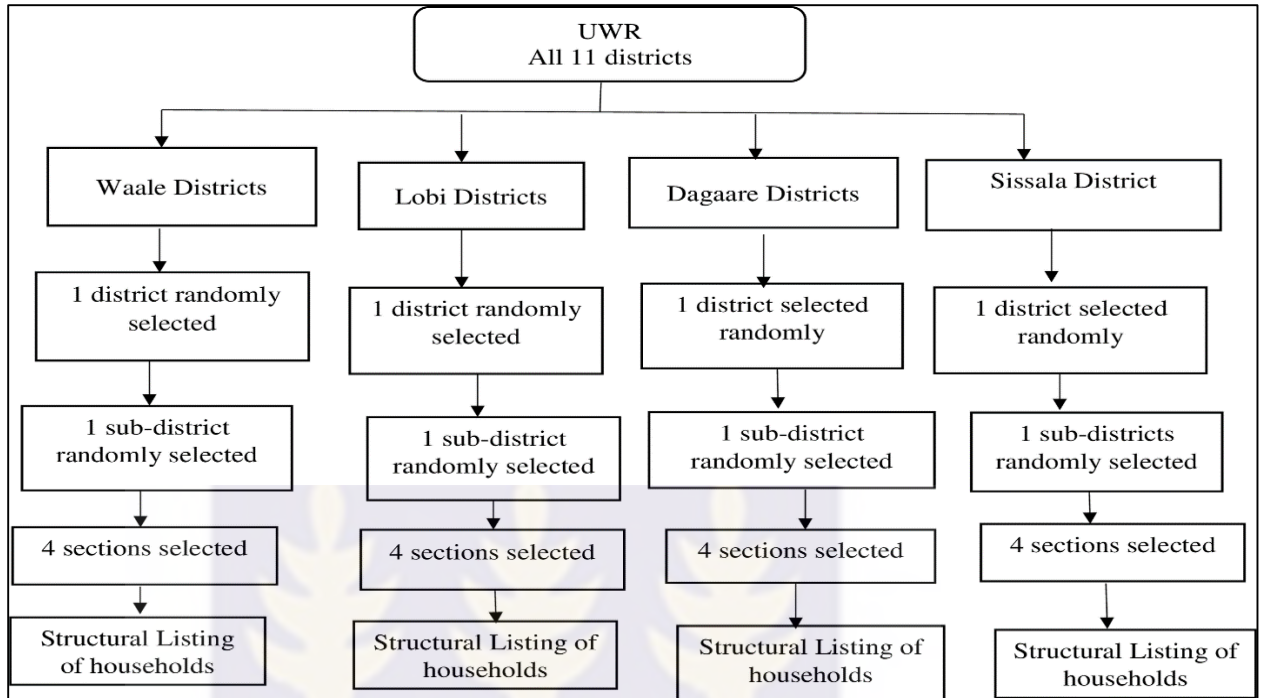 UWR
All 11 districts
Waale Districts
Lobi Districts
Dagaare Districts
Sissala District
1 district randomly
selected
1 district randomly
selected
1 district selected
randomly
1 district selected
randomly
1 sub-district
randomly selected
1 sub-district
randomly selected
1 sub-district
randomly selected
1 sub-districts
randomly selected
4 sections selected
4 sections selected
4 sections selected
4 sections selected
Structural Listing
of households
Structural Listing of
households
Structural Listing of
households
Structural Listing of
households